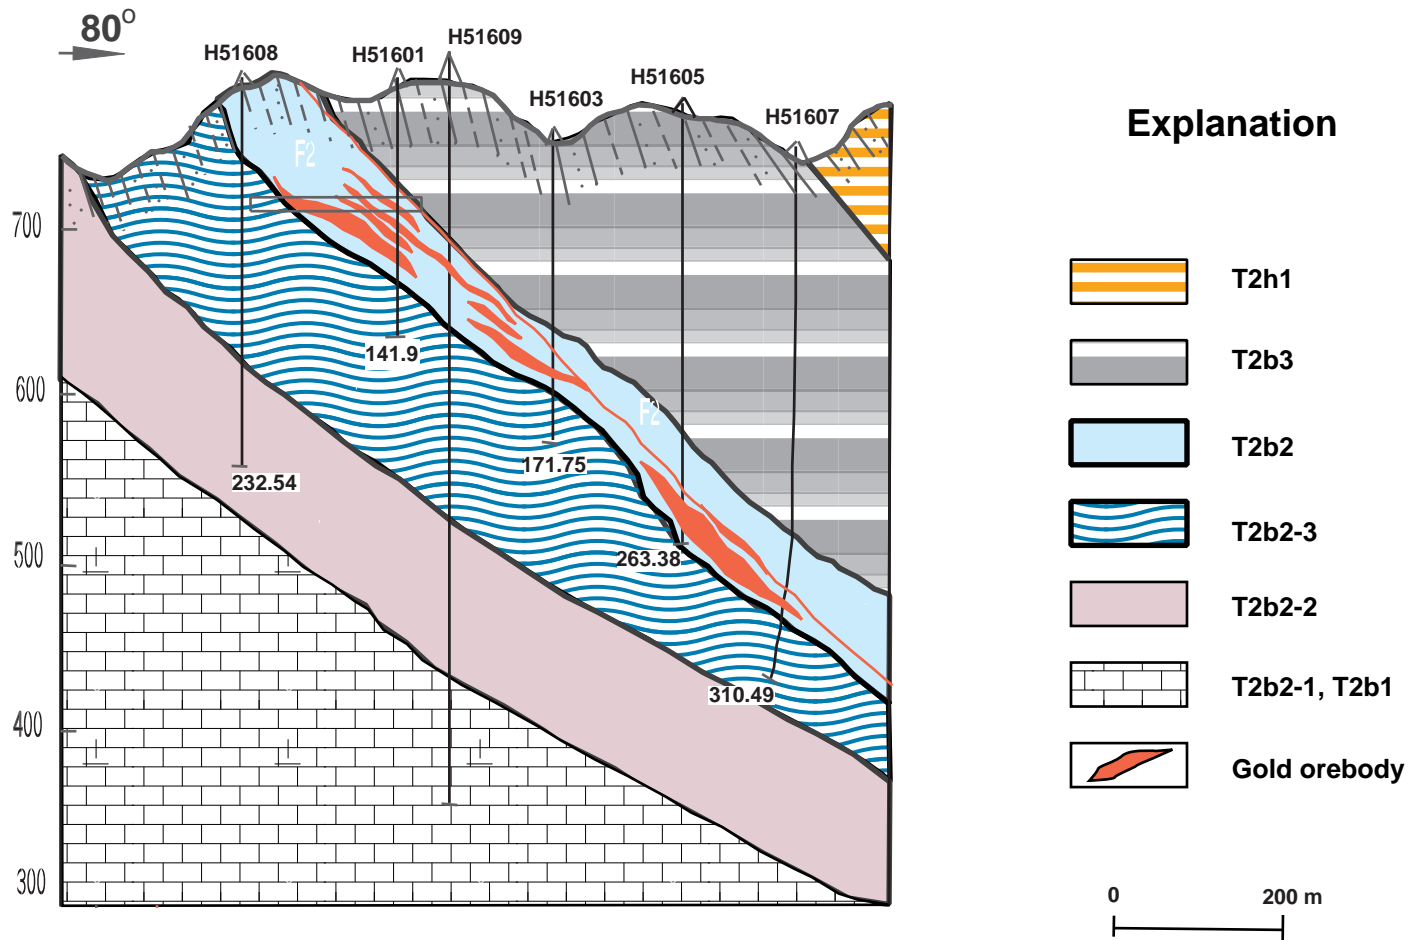 80°
H51608
H51601
H51609
H51603
H51605
H51607
F2
F2
700
600
500
400
300
141.9
232.54
171.75
263.38
310.49
Explanation
T2h1
T2b3
T2b2
T2b2-3
T2b2-2
T2b2-1, T2b1
Gold orebody
0 200 m